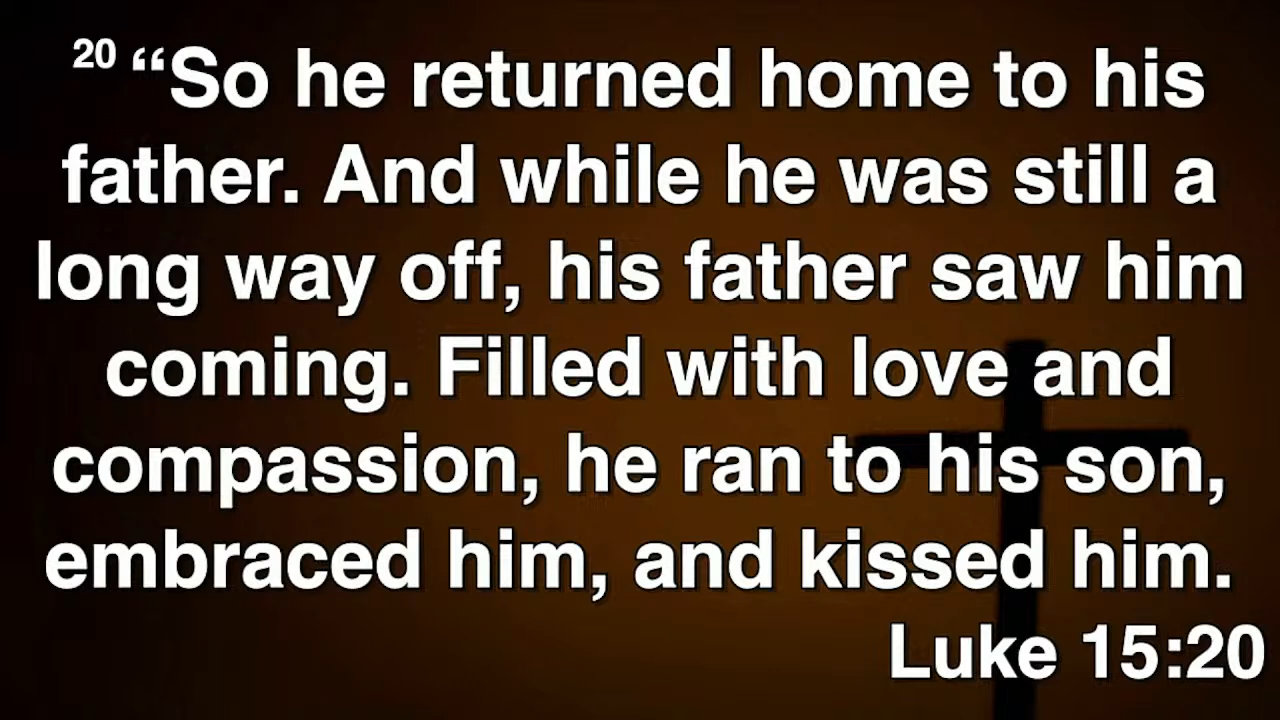 20 “So he returned home to his
father. And while he was still a
long way off, his father saw him
coming. Filled with love and
compassion, he ran to his son,
embraced him, and kissed him.
Luke 15:20